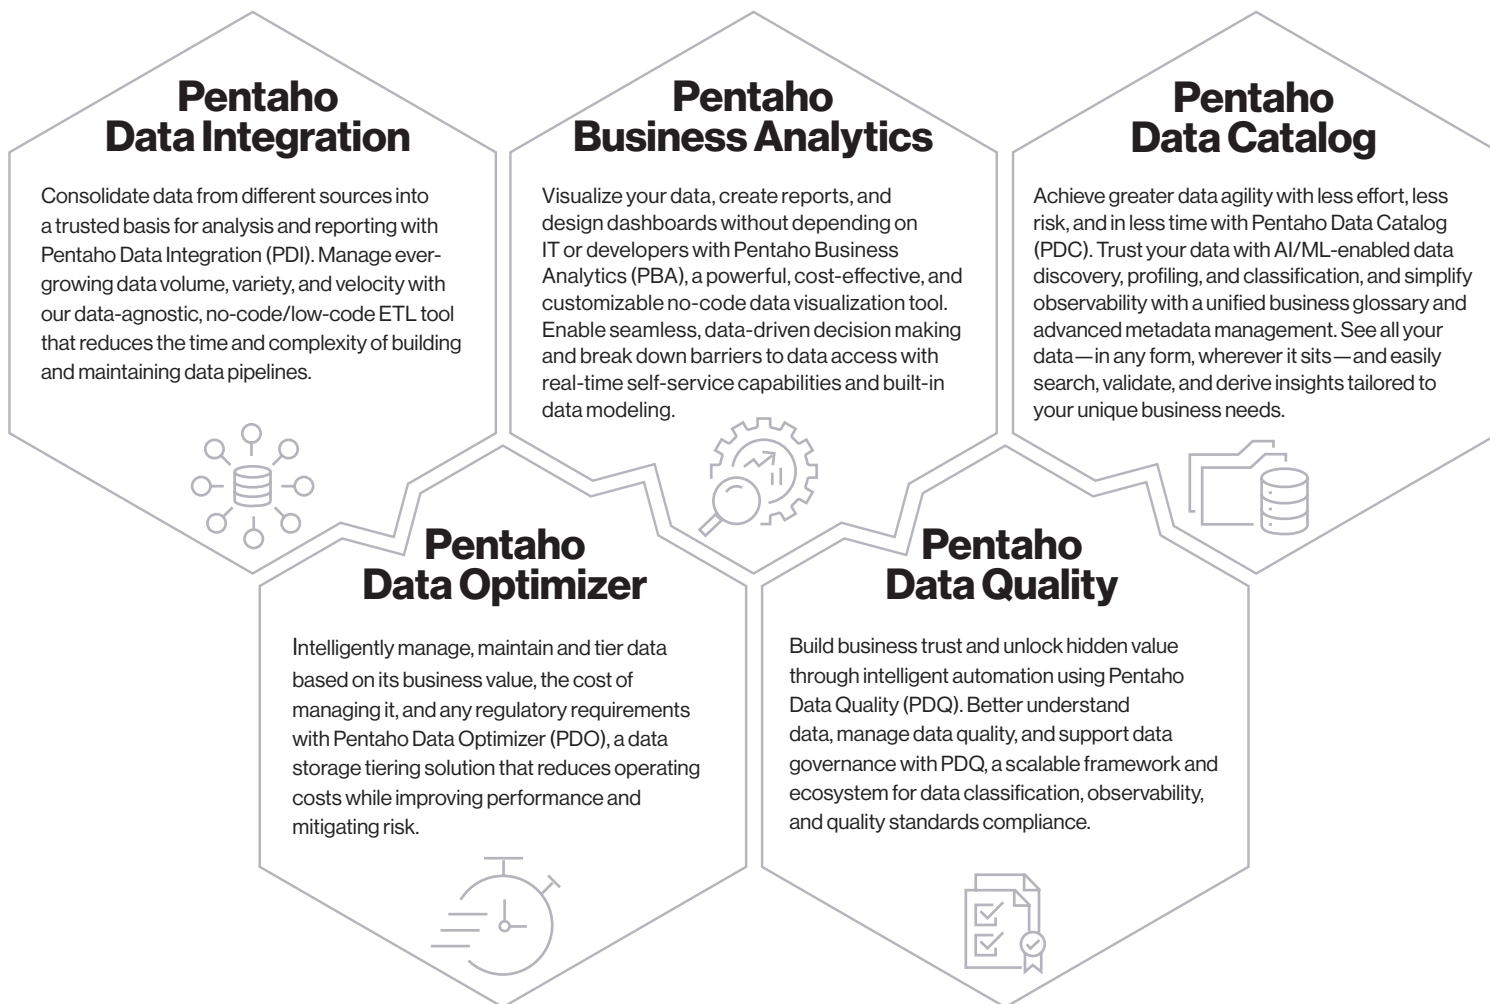 Pentaho
Data Integration
Consolidate data from different sources into
a trusted basis for analysis and reporting with
Pentaho Data Integration (PDI). Manage ever-
growing data volume, variety, and velocity with
our data-agnostic, no-code/low-code ETL tool
that reduces the time and complexity of building
and maintaining data pipelines.
Pentaho
Business Analytics
Visualize your data, create reports, and
design dashboards without depending on
IT or developers with Pentaho Business
Analytics (PBA), a powerful, cost-effective, and
customizable no-code data visualization tool.
Enable seamless, data-driven decision making
and break down barriers to data access with
real-time self-service capabilities and built-in
data modeling.
Pentaho
Data Catalog
Achieve greater data agility with less effort, less
risk, and in less time with Pentaho Data Catalog
(PDC). Trust your data with AI/ML-enabled data
discovery, profiling, and classification, and simplify
observability with a unified business glossary and
advanced metadata management. See all your
data—in any form, wherever it sits—and easily
search, validate, and derive insights tailored to
your unique business needs.
Pentaho
Data Optimizer
Intelligently manage, maintain and tier data
based on its business value, the cost of
managing it, and any regulatory requirements
with Pentaho Data Optimizer (PDO), a data
storage tiering solution that reduces operating
costs while improving performance and
mitigating risk.
Pentaho
Data Quality
Build business trust and unlock hidden value
through intelligent automation using Pentaho
Data Quality (PDQ). Better understand
data, manage data quality, and support data
governance with PDQ, a scalable framework and
ecosystem for data classification, observability,
and quality standards compliance.